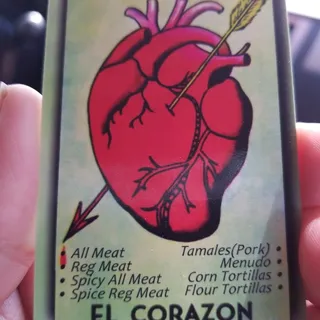 All Meat Tamales(Pork) •
Reg Meat Menudo •
• Spicy All Meat Corn Tortillas •
• Spice Reg Meat Flour Tortillas •
EL CORAZON